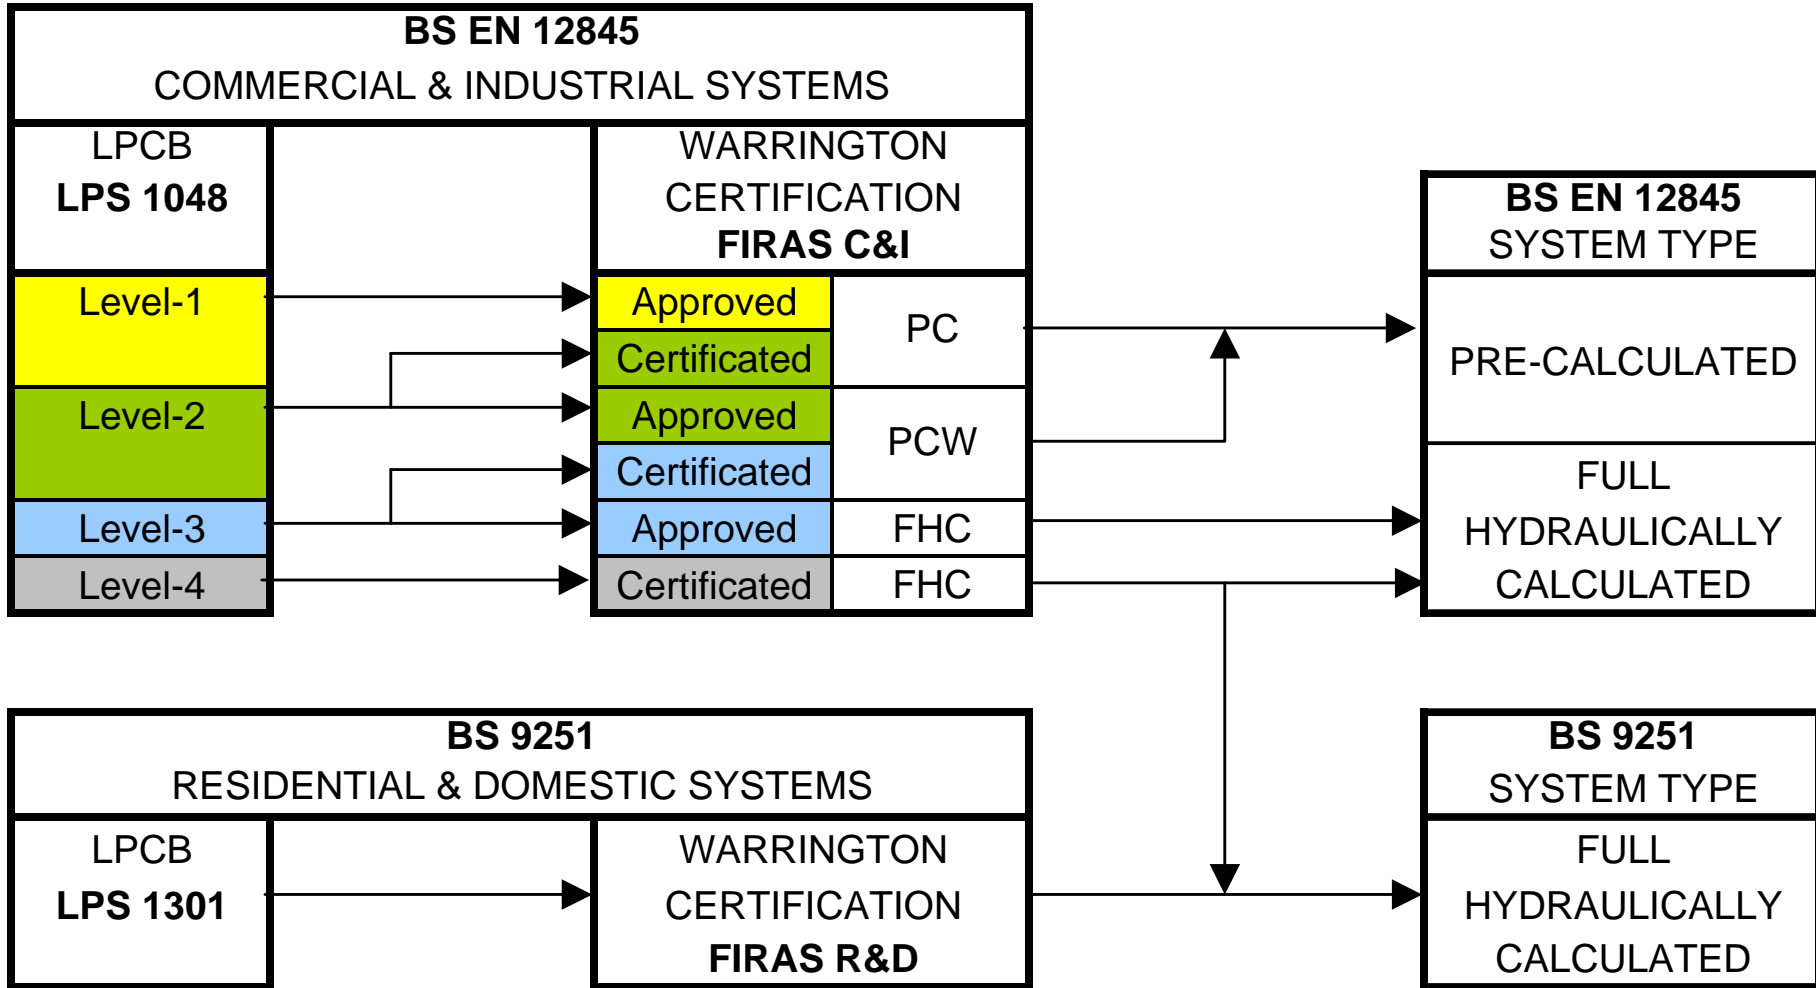 BS EN 12845
COMMERCIAL & INDUSTRIAL SYSTEMS
LPCB
LPS 1048
WARRINGTON
CERTIFICATION
FIRAS C&I
BS EN 12845
SYSTEM TYPE
Level-1
Approved
PC
Certificated
PRE-CALCULATED
Level-2
Approved
PCW
Certificated
Level-3
Approved
FHC
Level-4
Certificated
FHC
FULL
HYDRAULICALLY
CALCULATED
BS 9251
RESIDENTIAL & DOMESTIC SYSTEMS
BS 9251
SYSTEM TYPE
LPCB
LPS 1301
WARRINGTON
CERTIFICATION
FIRAS R&D
FULL
HYDRAULICALLY
CALCULATED